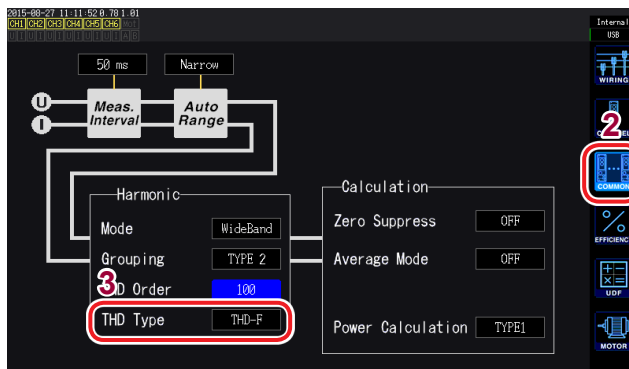 2015-08-27 11:11:52 0.78 1.01
CH1 CH2 CH3 CH4 CH5 CH6 Mot
U I U I U I U I U I U I A B
Internal
USB
50 ms
Narrow
U
I
Meas. Interval
Auto Range
Harmonic
Mode WideBand
Grouping TYPE 2
3
Order 100
THD Type THD-F
Calculation
Zero Suppress OFF
Average Mode OFF
Power Calculation TYPE1
WIRING
2
COMMON
EFFICIENC
UDF
MOTOR